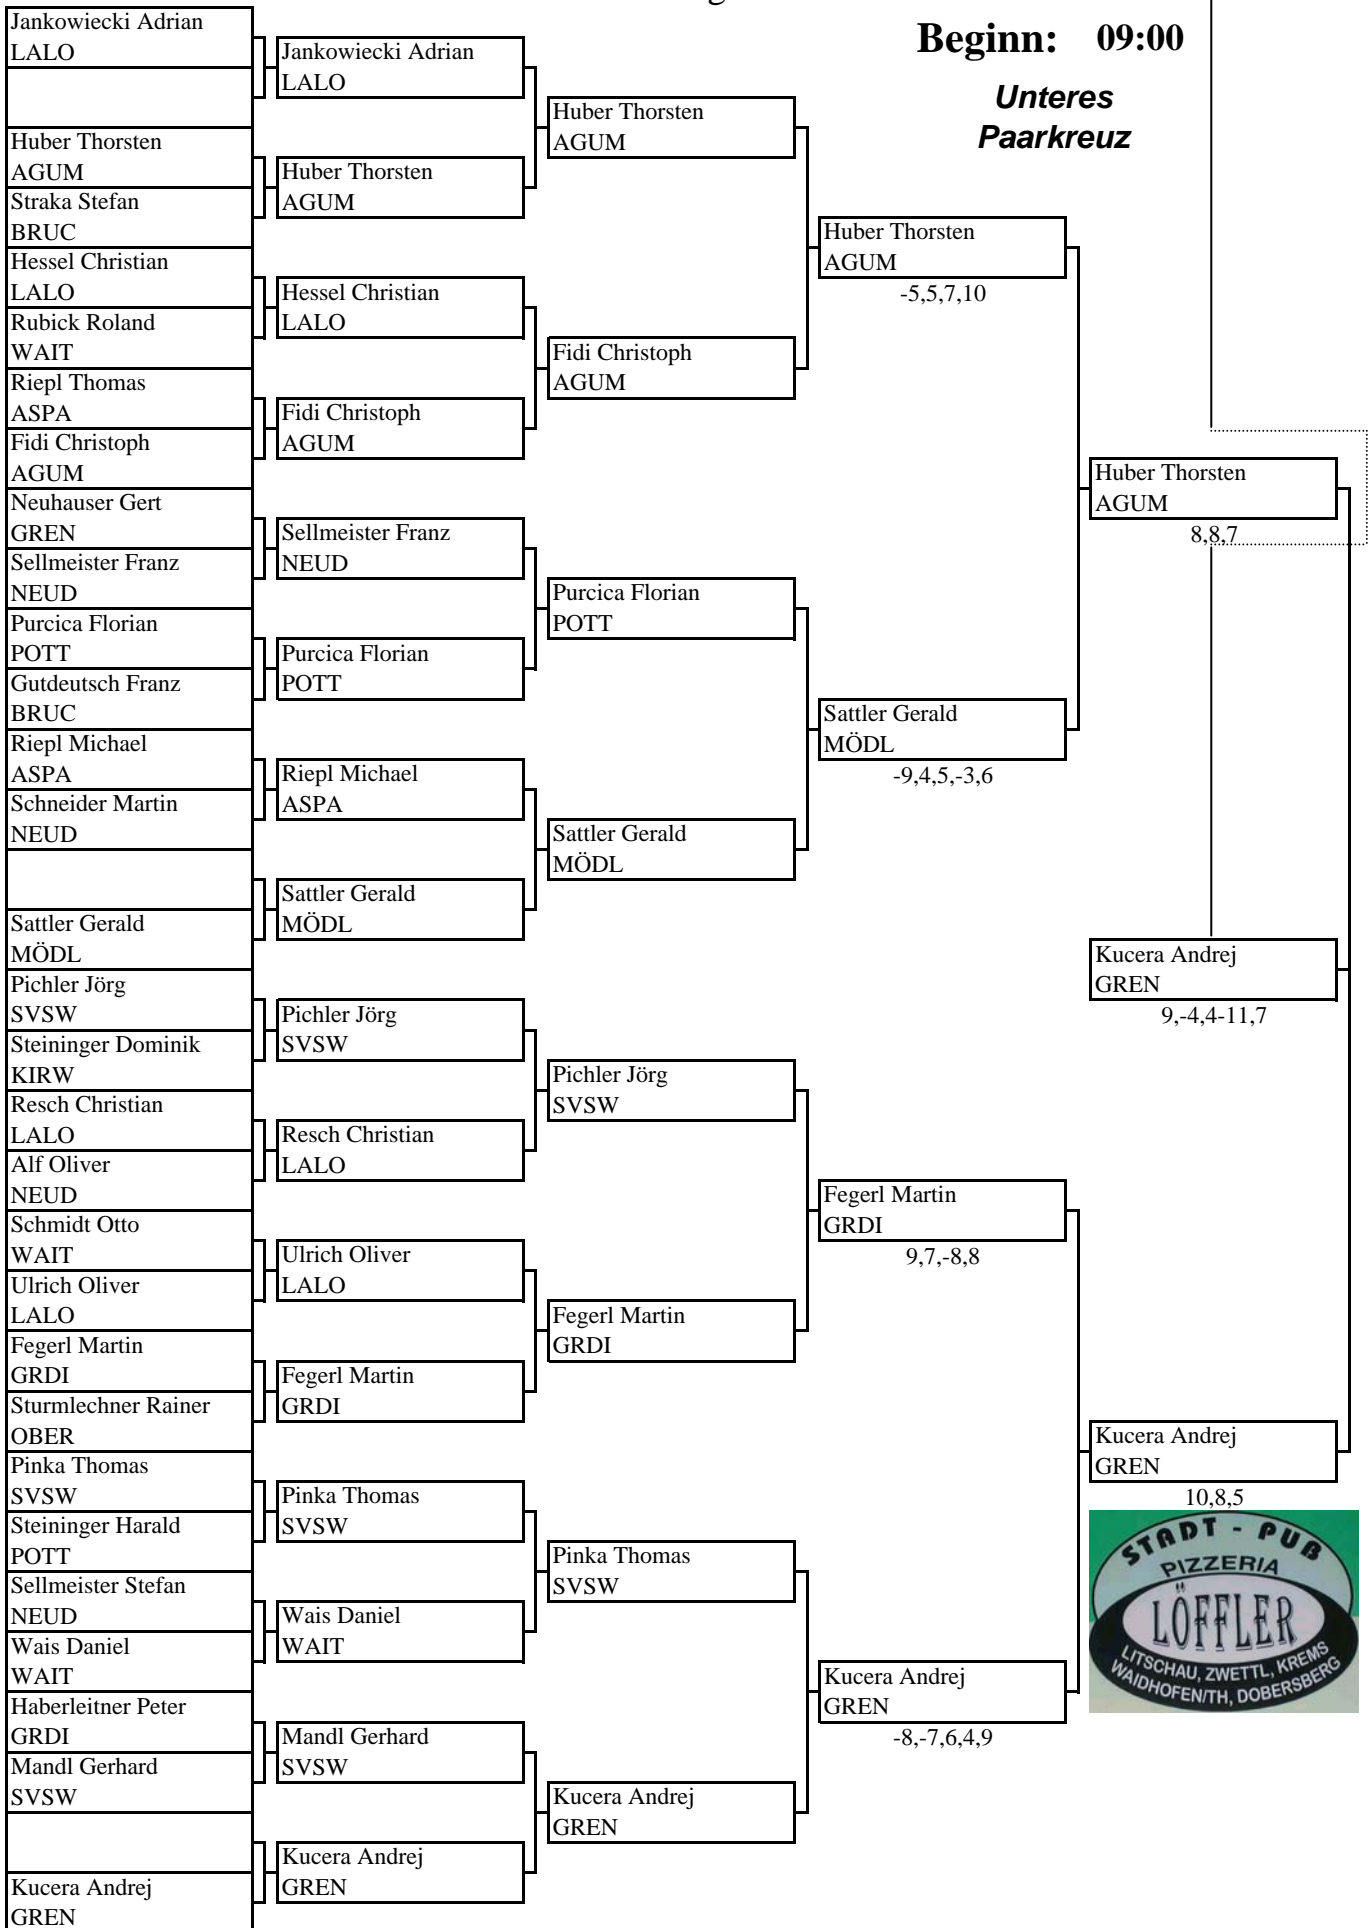 Beginn: 09:00
Unteres
Paarkreuz
Jankowiecki Adrian
LALO
Huber Thorsten
AGUM
Straka Stefan
BRUC
Hessel Christian
LALO
Rubick Roland
WAIT
Riepl Thomas
ASPA
Fidi Christoph
AGUM
Neuhauser Gert
GREN
Sellmeister Franz
NEUD
Purcica Florian
POTT
Gutdeutsch Franz
BRUC
Riepl Michael
ASPA
Schneider Martin
NEUD
Sattler Gerald
MÖDL
Pichler Jörg
SVSW
Steininger Dominik
KIRW
Resch Christian
LALO
Alf Oliver
NEUD
Schmidt Otto
WAIT
Ulrich Oliver
LALO
Fegerl Martin
GRDI
Sturmlechner Rainer
OBER
Pinka Thomas
SVSW
Steininger Harald
POTT
Sellmeister Stefan
NEUD
Wais Daniel
WAIT
Haberleitner Peter
GRDI
Mandl Gerhard
SVSW
Kucera Andrej
GREN
Jankowiecki Adrian
LALO
Huber Thorsten
AGUM
Hessel Christian
LALO
Fidi Christoph
AGUM
Sellmeister Franz
NEUD
Purcica Florian
POTT
Riepl Michael
ASPA
Sattler Gerald
MÖDL
Pichler Jörg
SVSW
Resch Christian
LALO
Ulrich Oliver
LALO
Fegerl Martin
GRDI
Pinka Thomas
SVSW
Wais Daniel
WAIT
Mandl Gerhard
SVSW
Kucera Andrej
GREN
Huber Thorsten
AGUM
Fidi Christoph
AGUM
Purcica Florian
POTT
Sattler Gerald
MÖDL
Pichler Jörg
SVSW
Fegerl Martin
GRDI
Pinka Thomas
SVSW
Kucera Andrej
GREN
Huber Thorsten
AGUM
-5,5,7,10
Sattler Gerald
MÖDL
-9,4,5,-3,6
Fegerl Martin
GRDI
9,7,-8,8
Kucera Andrej
GREN
-8,-7,6,4,9
Huber Thorsten
AGUM
8,8,7
Kucera Andrej
GREN
9,-4,4-11,7
Kucera Andrej
GREN
10,8,5
STADT - PUB
PIZZERIA
LÖFFLER
LITSCHAU, ZWETTL, KREMS
WAIDHOFEN/TH, DOBERSBERG